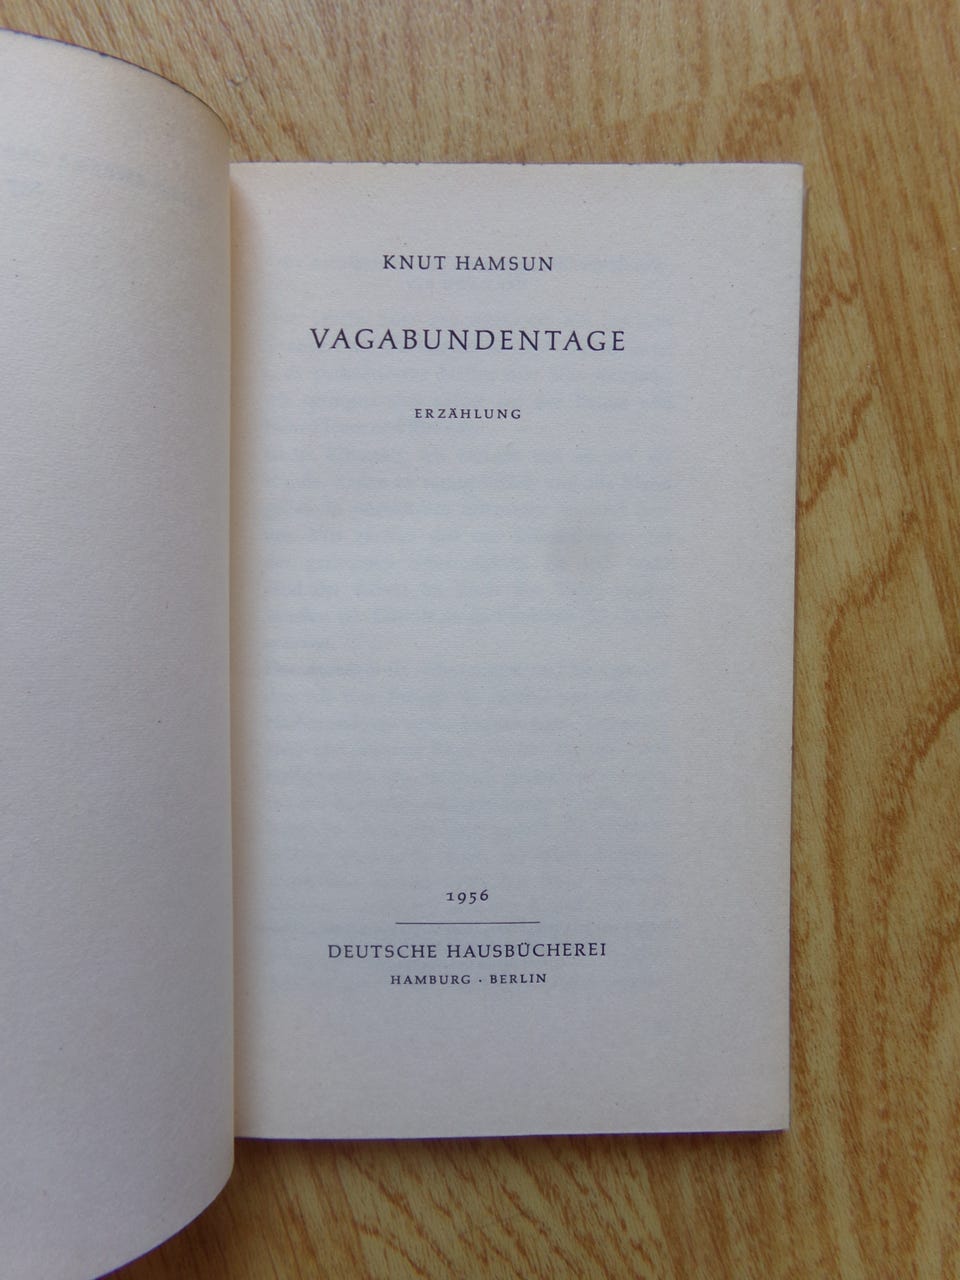 KNUT HAMSUN
VAGABUNDENTAGE
ERZÄHLUNG
1956
DEUTSCHE HAUSBÜCHEREI
HAMBURG · BERLIN